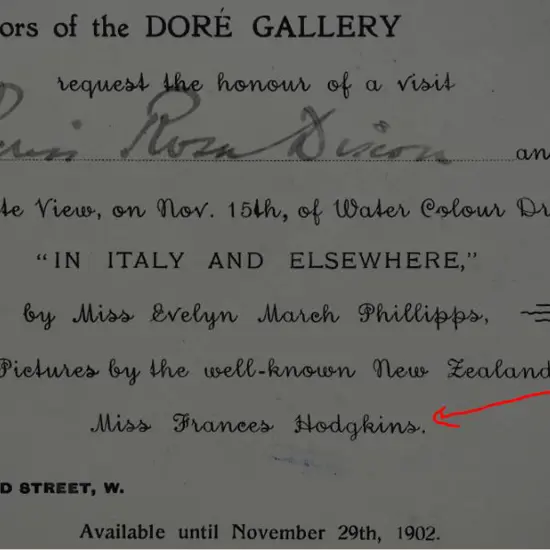 ors of the DORÉ GALLERY
request the honour of a visit
Rosa Dixon an
te View, on Nov. 15th, of Water Colour Dr
“IN ITALY AND ELSEWHERE,”
by Miss Evelyn March Phillipps,
Pictures by the well-known New Zealand
Miss Frances Hodgkins.
D STREET, W.
Available until November 29th, 1902.